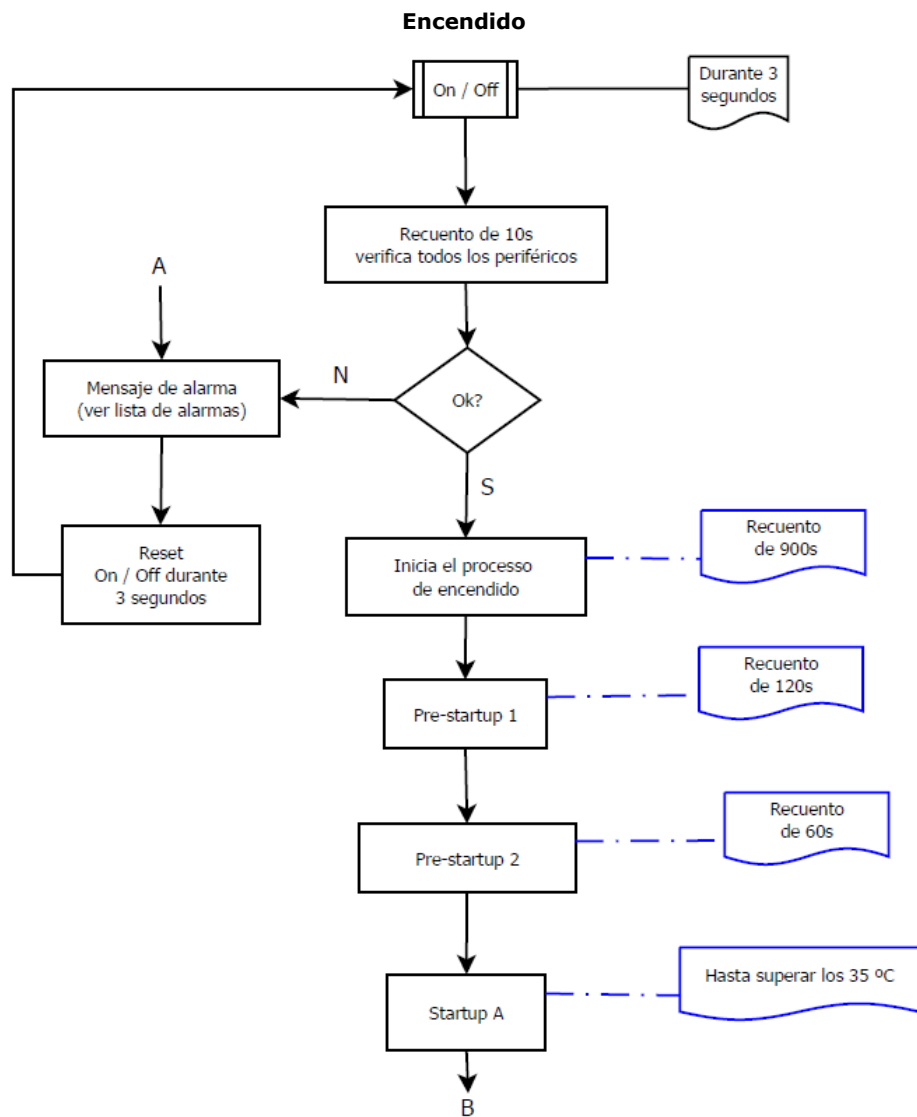 Encendido
On / Off
Durante 3
segundos
Recuento de 10s
verifica todos los periféricos
A
Mensaje de alarma
(ver lista de alarmas)
N
Ok?
S
Reset
On / Off durante
3 segundos
Inicia el processo
de encendido
Recuento
de 900s
Pre-startup 1
Recuento
de 120s
Pre-startup 2
Recuento
de 60s
Startup A
Hasta superar los 35 ºC
B